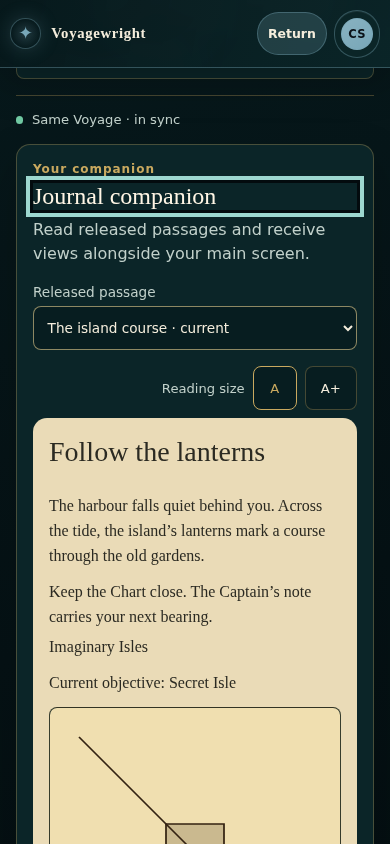 Voyagewright
Return
CS
Same Voyage · in sync
Your companion
Journal companion
Read released passages and receive
views alongside your main screen.
Released passage
The island course · current
Reading size
A
A+
Follow the lanterns
The harbour falls quiet behind you. Across
the tide, the island’s lanterns mark a course
through the old gardens.
Keep the Chart close. The Captain’s note
carries your next bearing.
Imaginary Isles
Current objective: Secret Isle